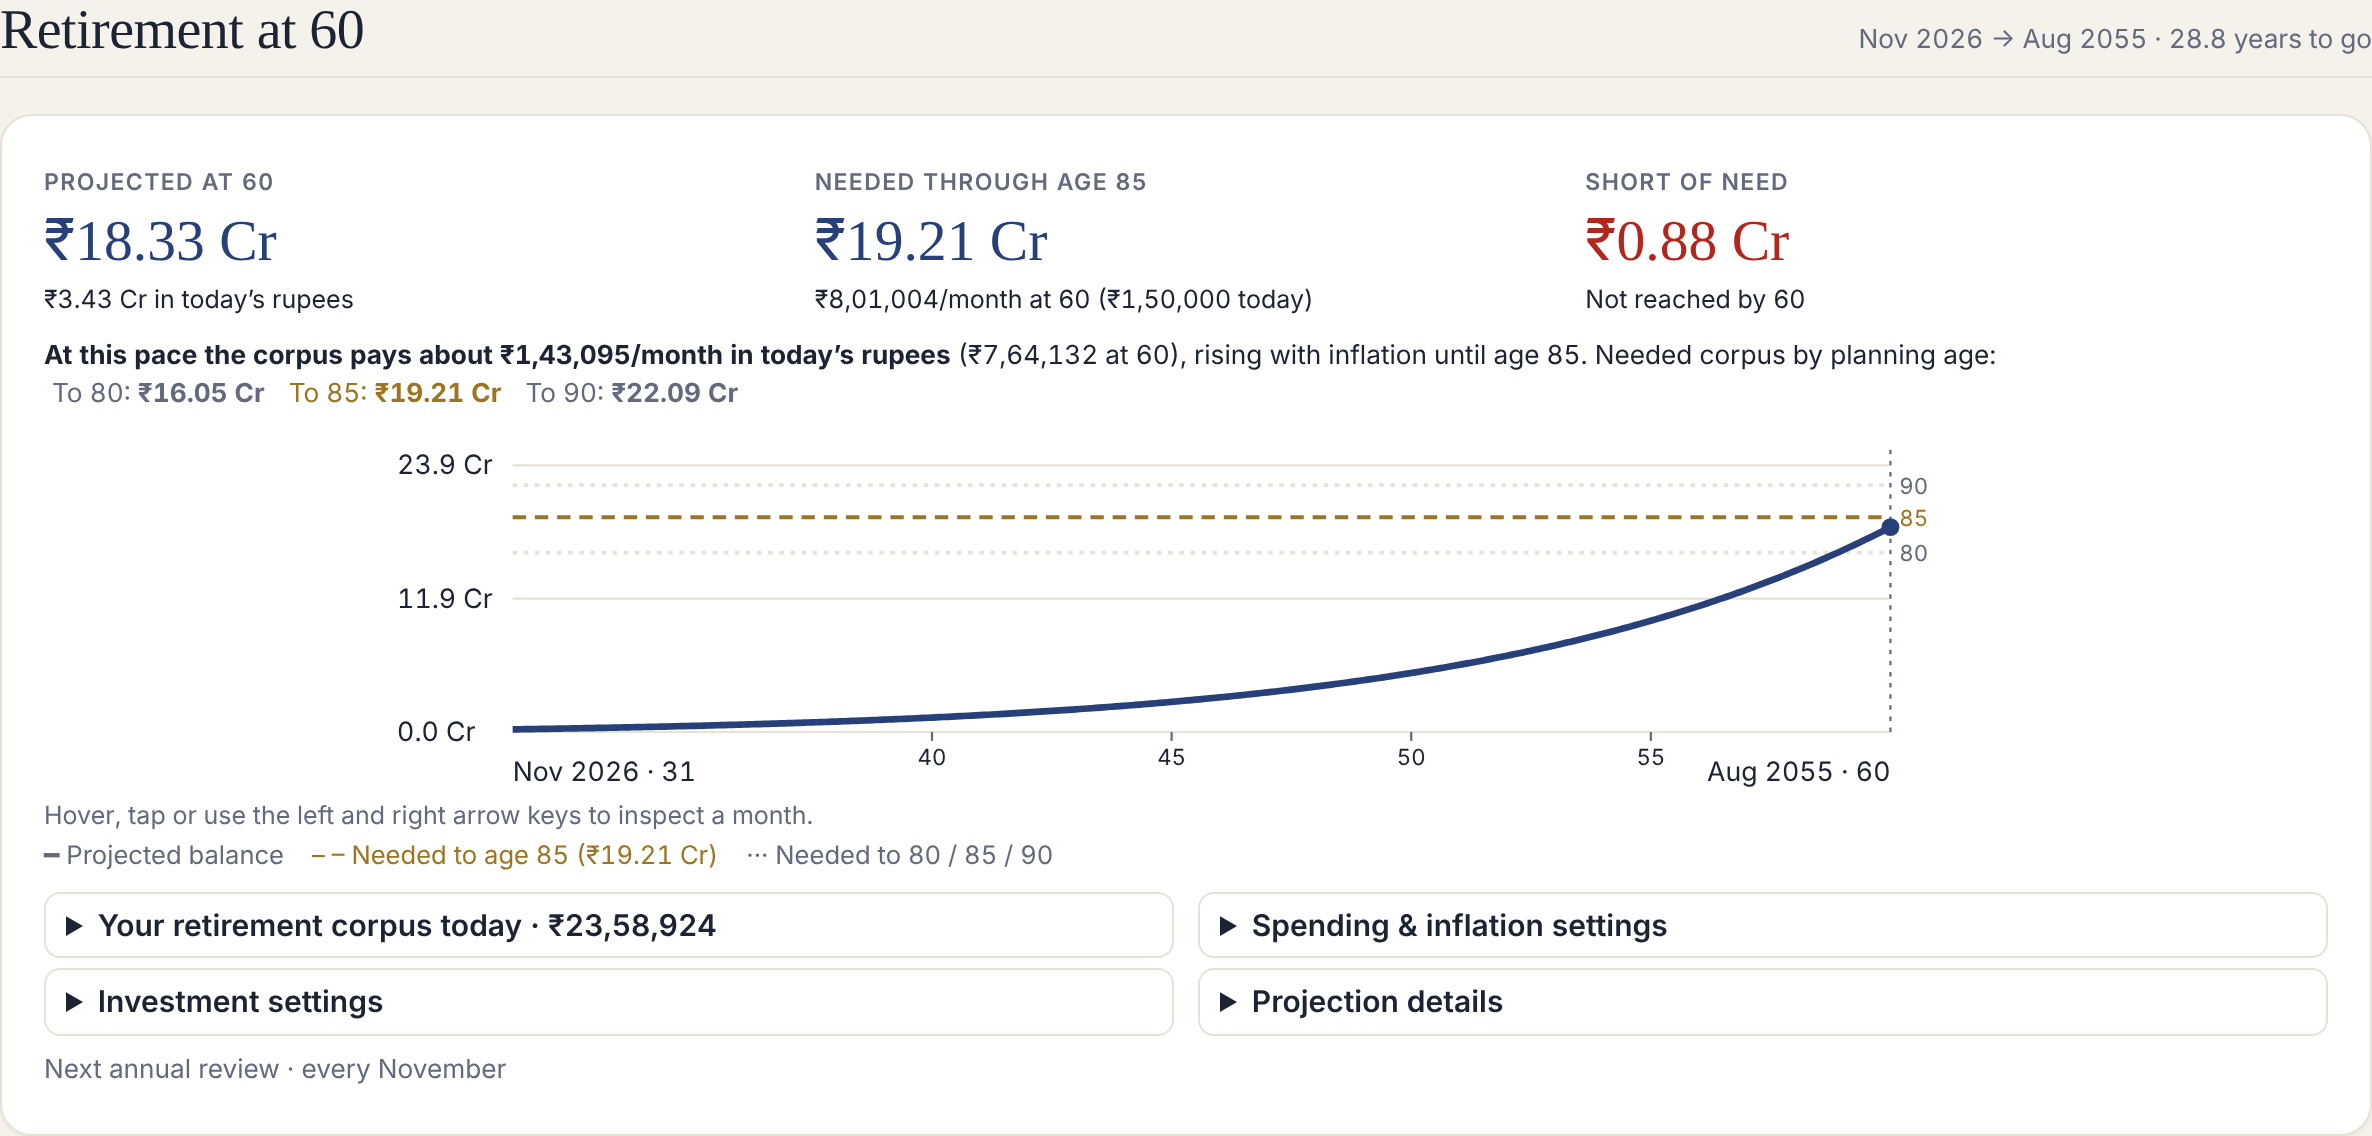 Retirement at 60
Nov 2026 → Aug 2055 · 28.8 years to go
PROJECTED AT 60
₹18.33 Cr
₹3.43 Cr in today’s rupees
NEEDED THROUGH AGE 85
₹19.21 Cr
₹8,01,004/month at 60 (₹1,50,000 today)
SHORT OF NEED
₹0.88 Cr
Not reached by 60
At this pace the corpus pays about ₹1,43,095/month in today’s rupees (₹7,64,132 at 60), rising with inflation until age 85. Needed corpus by planning age:
To 80: ₹16.05 Cr To 85: ₹19.21 Cr To 90: ₹22.09 Cr
23.9 Cr
90
85
80
11.9 Cr
0.0 Cr
40 45 50 55
Nov 2026 · 31 Aug 2055 · 60
Hover, tap or use the left and right arrow keys to inspect a month.
━ Projected balance – – Needed to age 85 (₹19.21 Cr) ··· Needed to 80 / 85 / 90
▶ Your retirement corpus today · ₹23,58,924
▶ Spending & inflation settings
▶ Investment settings
▶ Projection details
Next annual review · every November